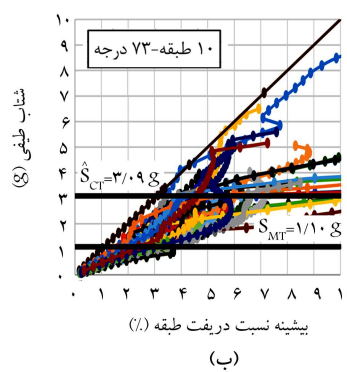 ۱۰ طبقه-۷۳ درجه
شتاب طیفی (g)
۱۰
۹
۸
۷
۶
۵
۴
۳
۲
۱
۰
Ŝ_CT=۳/۰۹ g
S_MT=۱/۱۰ g
۰ ۱ ۲ ۳ ۴ ۵ ۶ ۷ ۸ ۹ ۱
بیشینه نسبت دریفت طبقه (٪)
(ب)